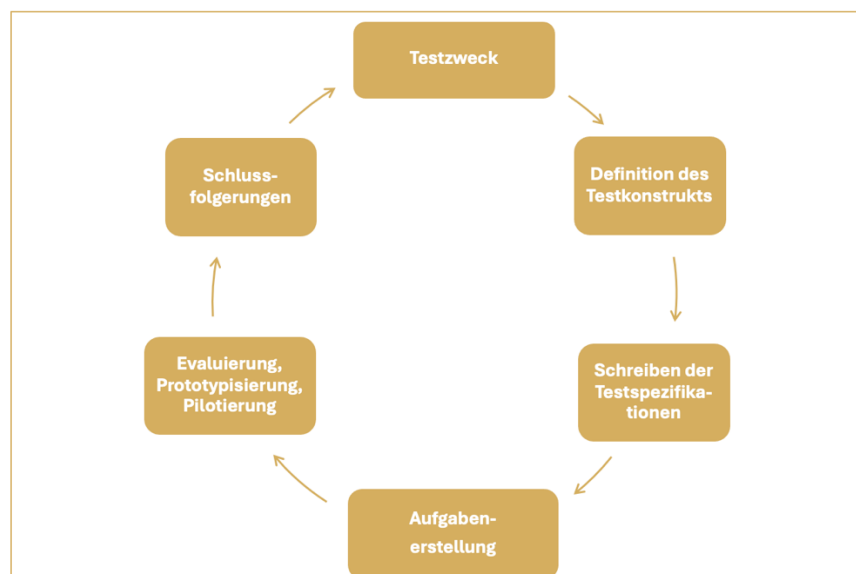 Testzweck
Definition des
Testkonstrukts
Schreiben der
Testspezifika-
tionen
Aufgaben-
erstellung
Evaluierung,
Prototypisierung,
Pilotierung
Schluss-
folgerungen